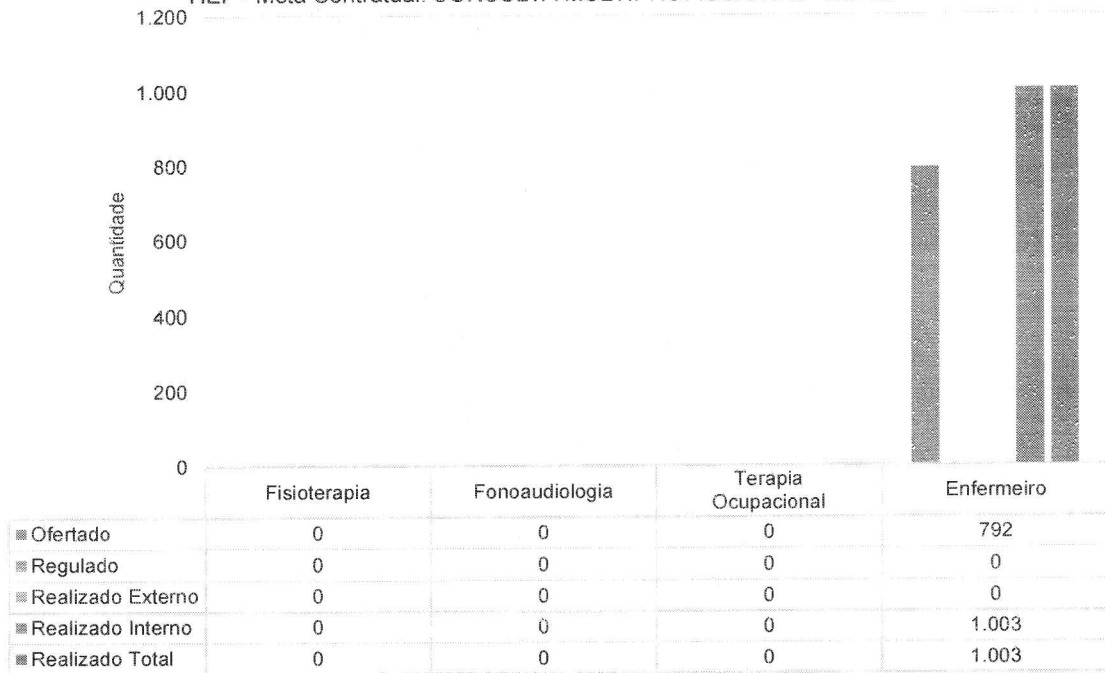 1.200
1.000
800
600
400
200
0
Quantidade
Fisioterapia Fonoaudiologia Terapia Ocupacional Enfermeiro
Ofertado 0 0 0 792
Regulado 0 0 0 0
Realizado Externo 0 0 0 0
Realizado Interno 0 0 0 1.003
Realizado Total 0 0 0 1.003